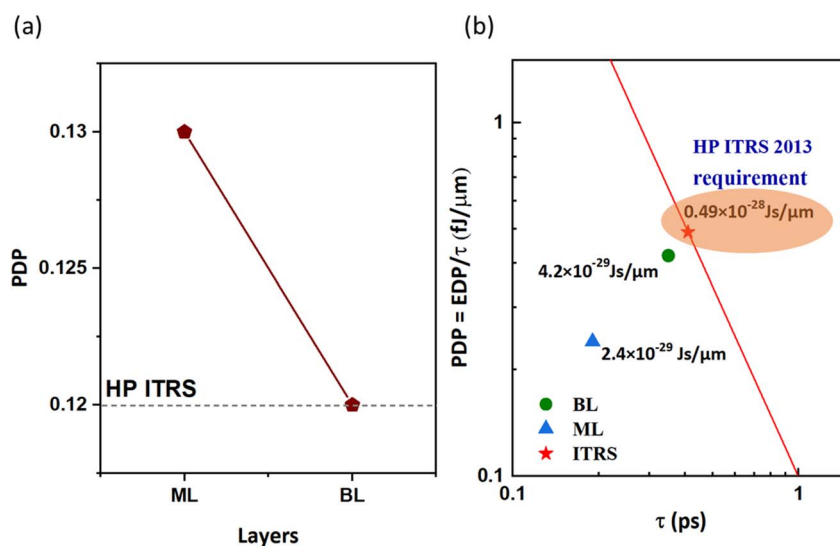 (a)
0.13
0.125
0.12
PDP
HP ITRS
ML
BL
Layers
(b)
1
0.1
PDP = EDP/τ (fJ/μm)
HP ITRS 2013
requirement
0.49×10⁻²⁸Js/μm
4.2×10⁻²⁹Js/μm
2.4×10⁻²⁹ Js/μm
BL
ML
ITRS
0.1
1
τ (ps)